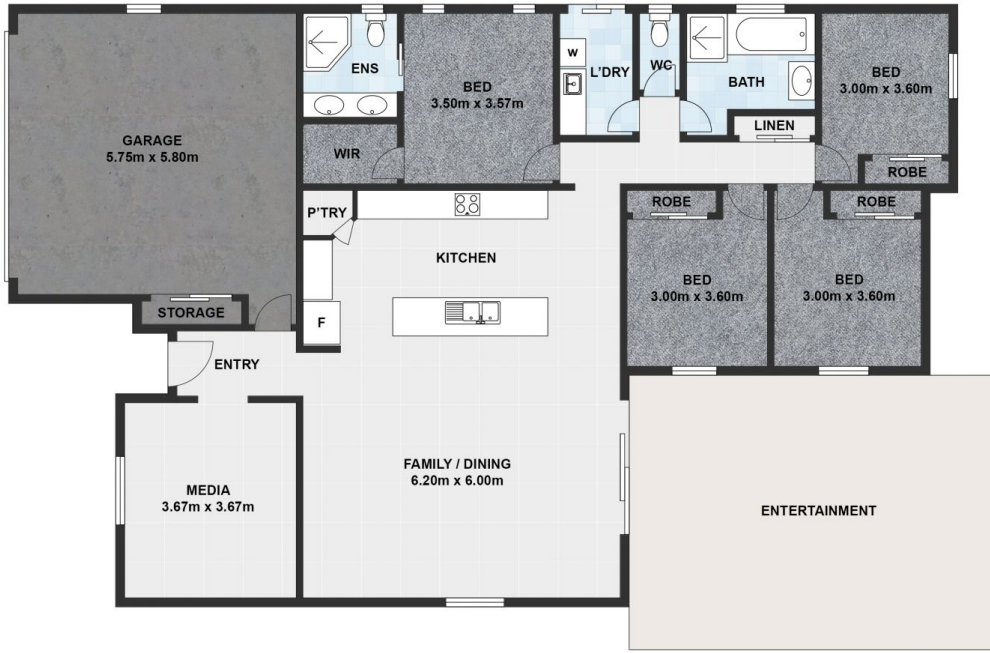 GARAGE
5.75m x 5.80m
ENS
WIR
BED
3.50m x 3.57m
W
L'DRY
WC
BATH
LINEN
BED
3.00m x 3.60m
ROBE
P'TRY
KITCHEN
F
STORAGE
ENTRY
ROBE
BED
3.00m x 3.60m
ROBE
BED
3.00m x 3.60m
MEDIA
3.67m x 3.67m
FAMILY / DINING
6.20m x 6.00m
ENTERTAINMENT